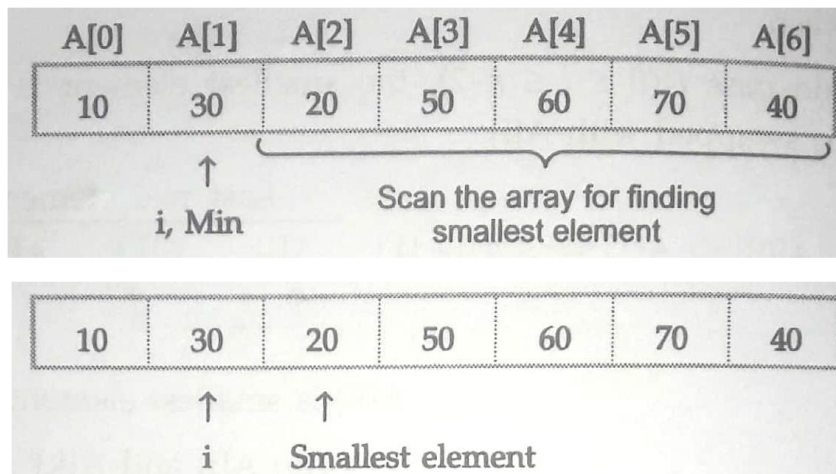 A[0] A[1] A[2] A[3] A[4] A[5] A[6]
10 30 20 50 60 70 40
i, Min
Scan the array for finding
smallest element
10 30 20 50 60 70 40
i Smallest element